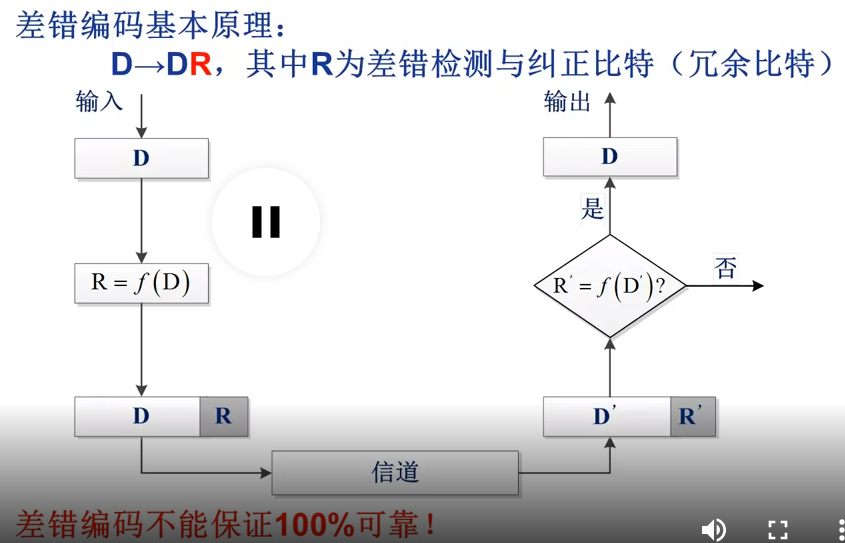 差错编码基本原理：
D→DR，其中R为差错检测与纠正比特（冗余比特）
输入
D
R = f(D)
D R
信道
输出
D
是
否
R' = f(D')?
D' R'
差错编码不能保证100%可靠！